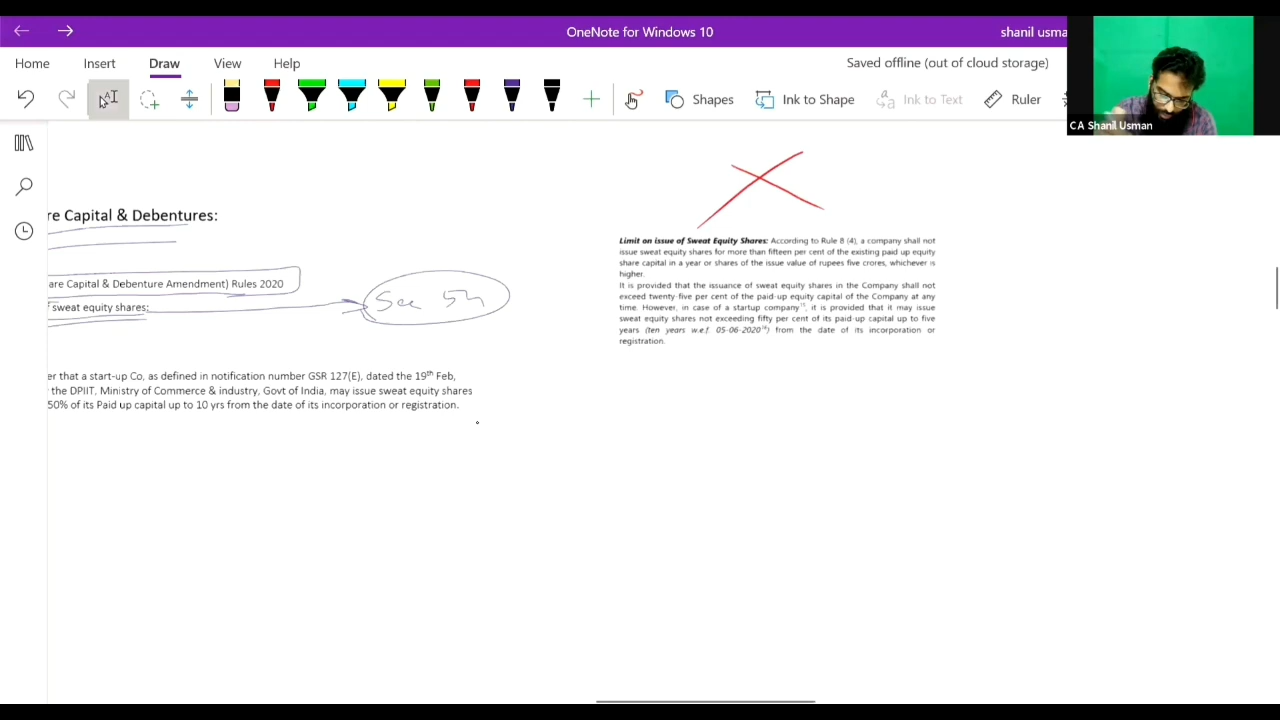 OneNote for Windows 10
shanil usma
Home Insert Draw View Help
Saved offline (out of cloud storage)
Shapes Ink to Shape Ink to Text Ruler
CA Shanil Usman
re Capital & Debentures:
are Capital & Debenture Amendment) Rules 2020
f sweat equity shares:
Sec 54
er that a start-up Co, as defined in notification number GSR 127(E), dated the 19th Feb,
the DPIIT, Ministry of Commerce & industry, Govt of India, may issue sweat equity shares
50% of its Paid up capital up to 10 yrs from the date of its incorporation or registration.
Limit on issue of Sweat Equity Shares: According to Rule 8 (4), a company shall not
issue sweat equity shares for more than fifteen per cent of the existing paid up equity
share capital in a year or shares of the issue value of rupees five crores, whichever is
higher.
It is provided that the issuance of sweat equity shares in the Company shall not
exceed twenty-five per cent of the paid-up equity capital of the Company at any
time. However, in case of a startup company, it is provided that it may issue
sweat equity shares not exceeding fifty per cent of its paid-up capital up to five
years (ten years w.e.f. 05-06-2020) from the date of its incorporation or
registration.